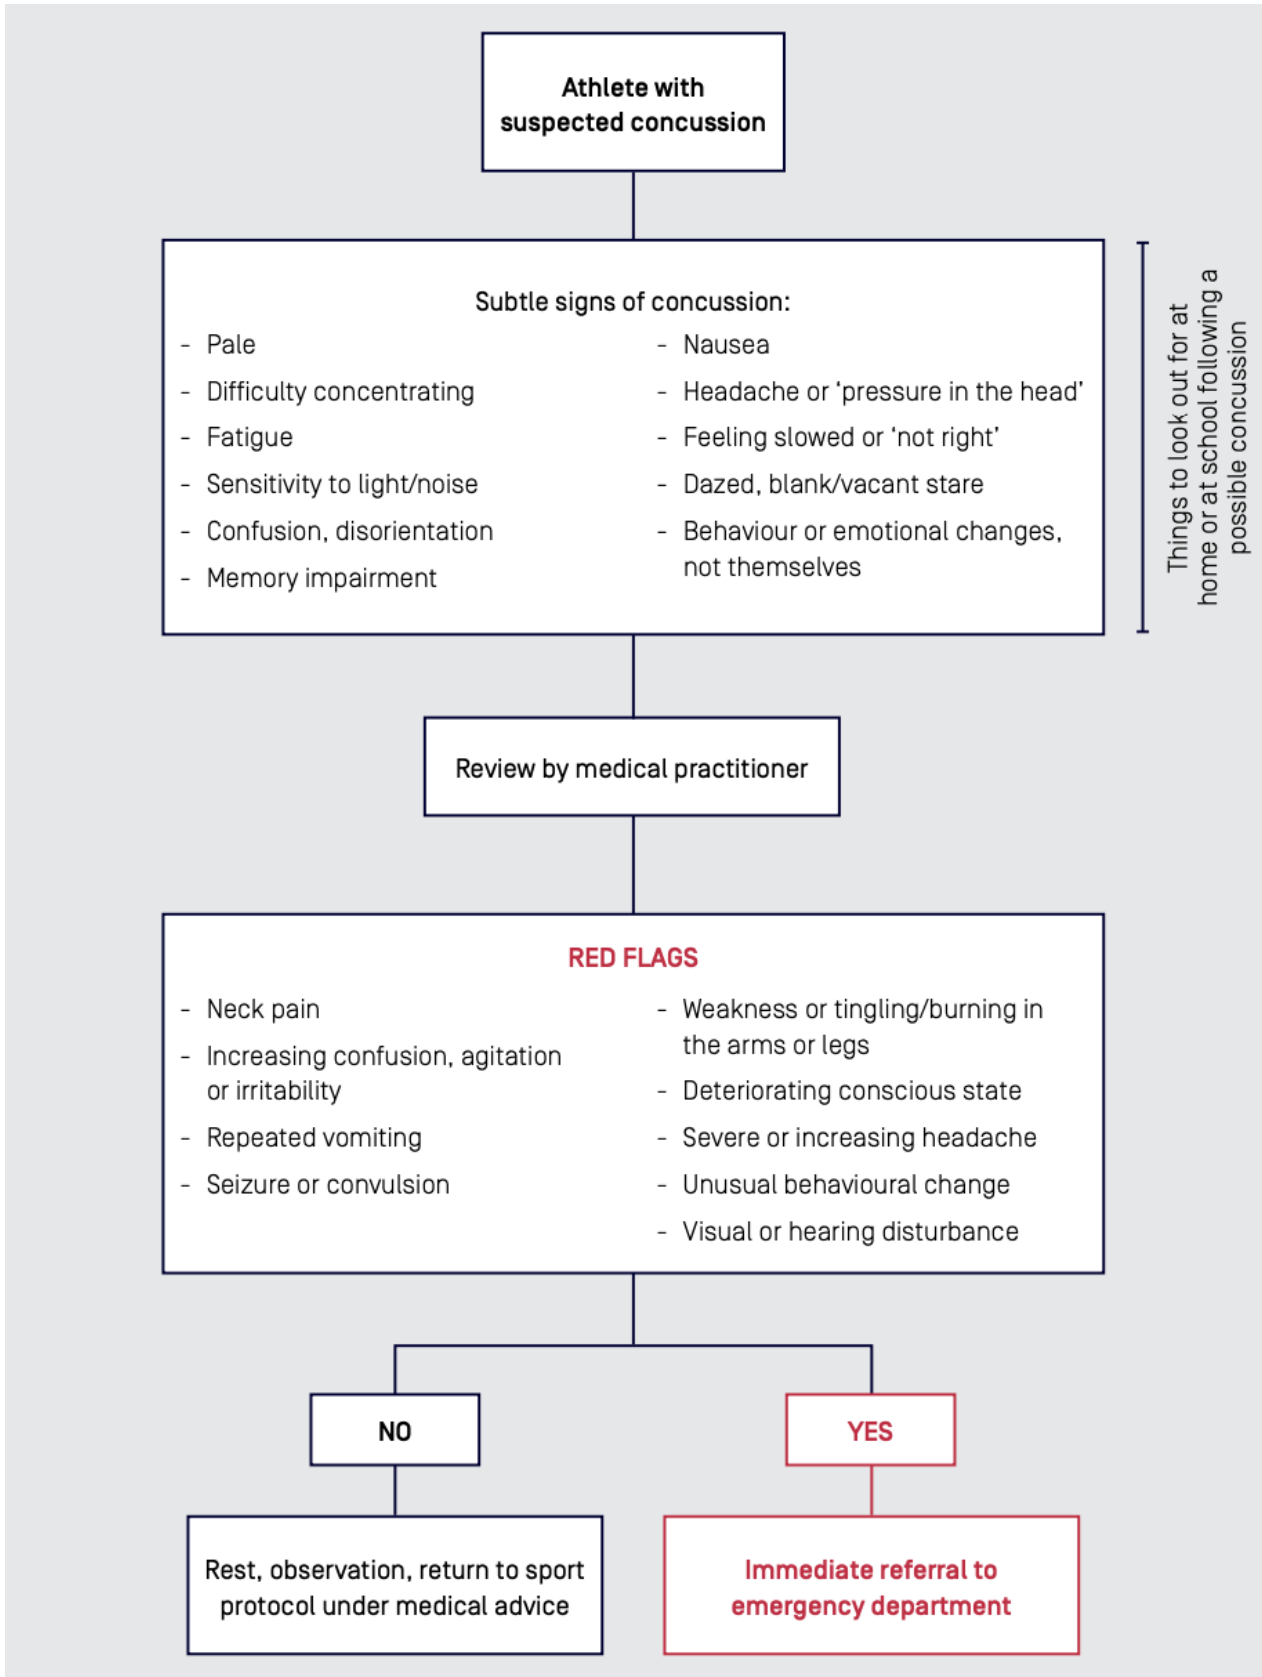 Athlete with
suspected concussion
Subtle signs of concussion:
- Pale
- Difficulty concentrating
- Fatigue
- Sensitivity to light/noise
- Confusion, disorientation
- Memory impairment
- Nausea
- Headache or ‘pressure in the head’
- Feeling slowed or ‘not right’
- Dazed, blank/vacant stare
- Behaviour or emotional changes,
not themselves
Things to look out for at
home or at school following a
possible concussion
Review by medical practitioner
RED FLAGS
- Neck pain
- Increasing confusion, agitation
or irritability
- Repeated vomiting
- Seizure or convulsion
- Weakness or tingling/burning in
the arms or legs
- Deteriorating conscious state
- Severe or increasing headache
- Unusual behavioural change
- Visual or hearing disturbance
NO
YES
Rest, observation, return to sport
protocol under medical advice
Immediate referral to
emergency department